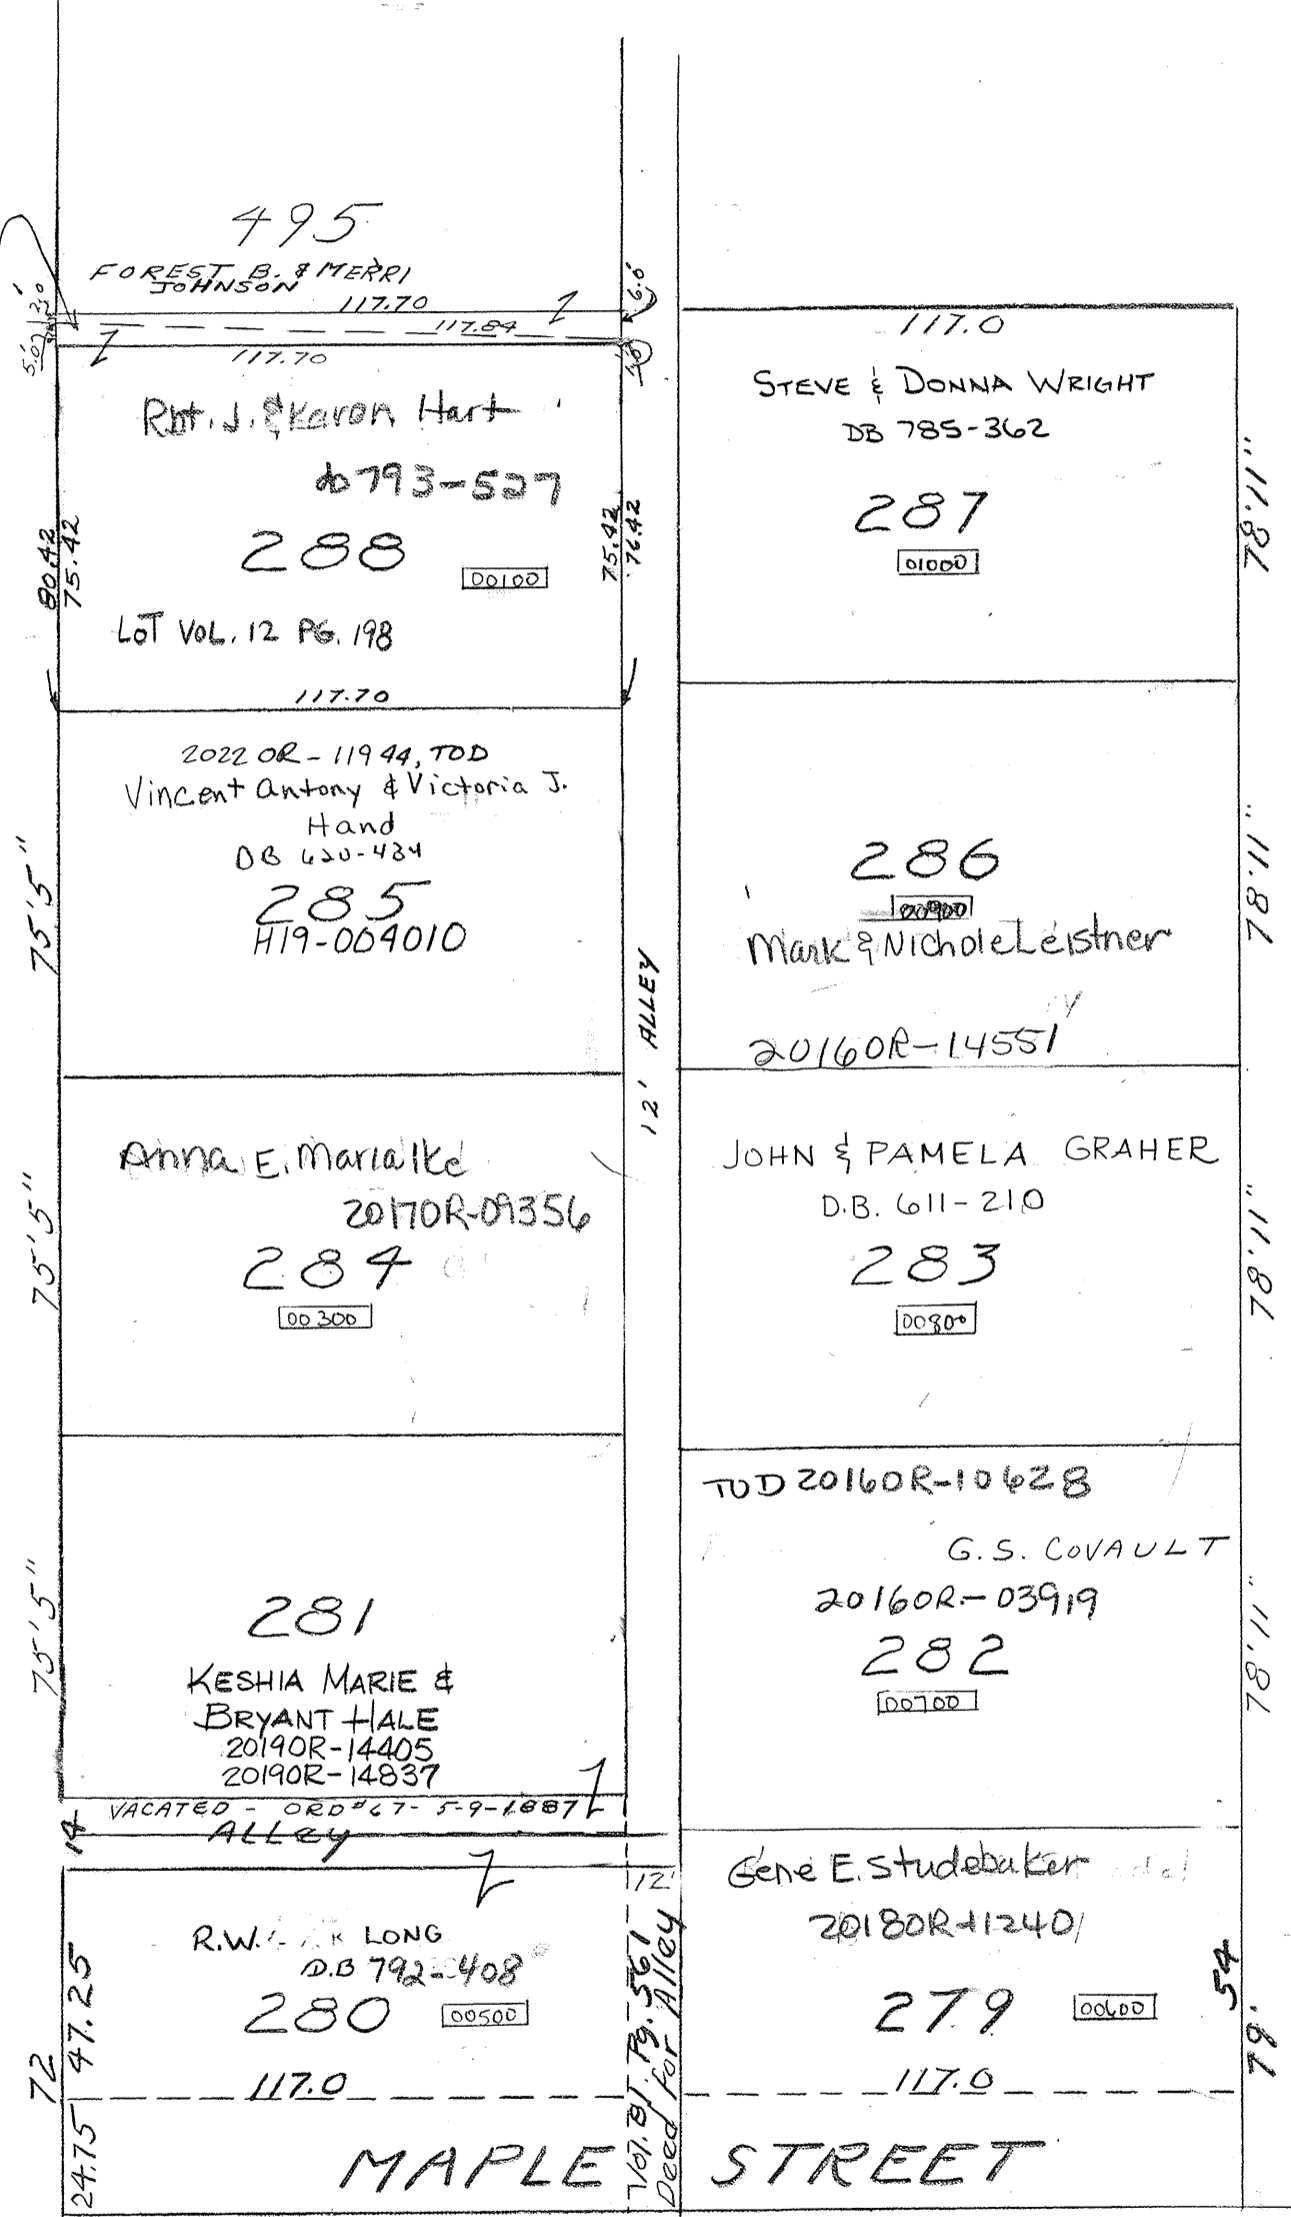 495
FOREST B. & MERRI
JOHNSON
117.70
117.84
117.70
2.0'
5.0'
6.0'
Rbt. J. & Karon Hart
db 793-527
288
00100
LOT VOL. 12 PG. 198
80.42
75.42
75.42
76.42
117.70
2022 OR - 11944, TOD
Vincent Antony & Victoria J.
Hand
DB 620-434
285
H19-004010
75'5"
Anna E. Marialke
2017OR-09356
284
00300
75'5"
281
KESHIA MARIE &
BRYANT HALE
2019OR-14405
2019OR-14837
75'5"
VACATED - ORD#67- 5-9-1887
14
ALLey
R.W. LONG
D.B 792-408
280
00500
117.0
72
47.25
24.75
12' ALLEY
12'
Vol. 81 Pg. 561
Deed for Alley
117.0
STEVE & DONNA WRIGHT
DB 785-362
287
01000
78'.11"
286
00900
Mark & Nichole Leistner
2016OR-14551
78'.11"
JOHN & PAMELA GRAHER
D.B. 611-210
283
00800
78'.11"
TOD 2016OR-10628
G.S. COVAULT
2016OR-03919
282
00700
78'.11"
Gene E. Studebaker
2018OR-11240
279
00600
117.0
79.54
MAPLE STREET